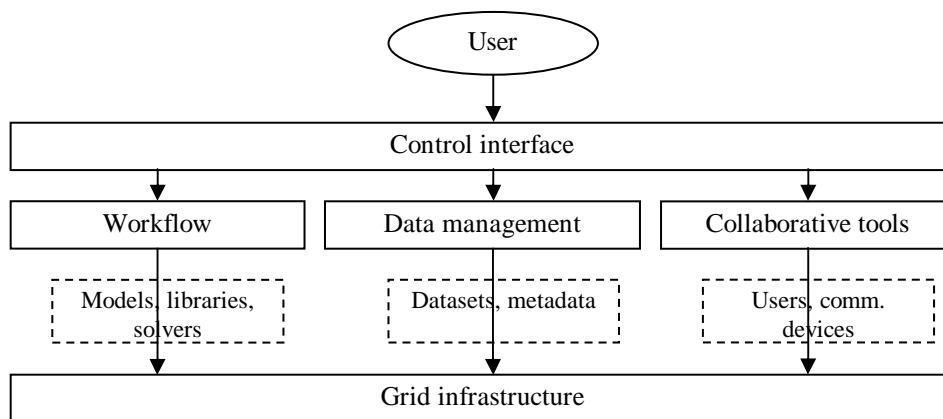 User
Control interface
Workflow
Data management
Collaborative tools
Models, libraries,
solvers
Datasets, metadata
Users, comm.
devices
Grid infrastructure